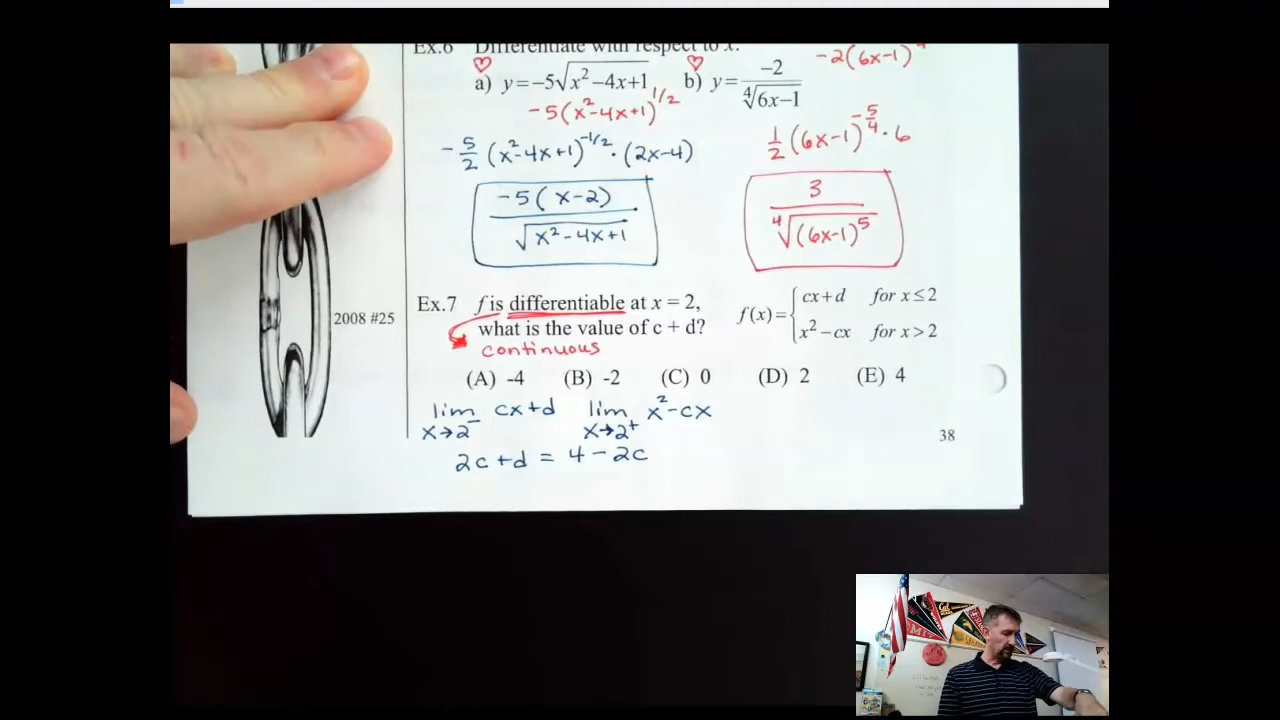 Ex.6 Differentiate with respect to x.
-2(6x-1)
a) y=-5√x²-4x+1 b) y= -2/⁴√6x-1
-5(x²-4x+1)^1/2
-5/2 (x²-4x+1)^-1/2 · (2x-4)
1/2 (6x-1)^-5/4 · 6
-5(x-2)/√x²-4x+1
3/⁴√(6x-1)⁵
2008 #25
Ex.7 f is differentiable at x = 2, f(x)= { cx+d for x≤2
what is the value of c + d? x²-cx for x>2
continuous
(A) -4 (B) -2 (C) 0 (D) 2 (E) 4
lim x→2⁻ cx+d lim x→2⁺ x²-cx
2c+d = 4-2c
38